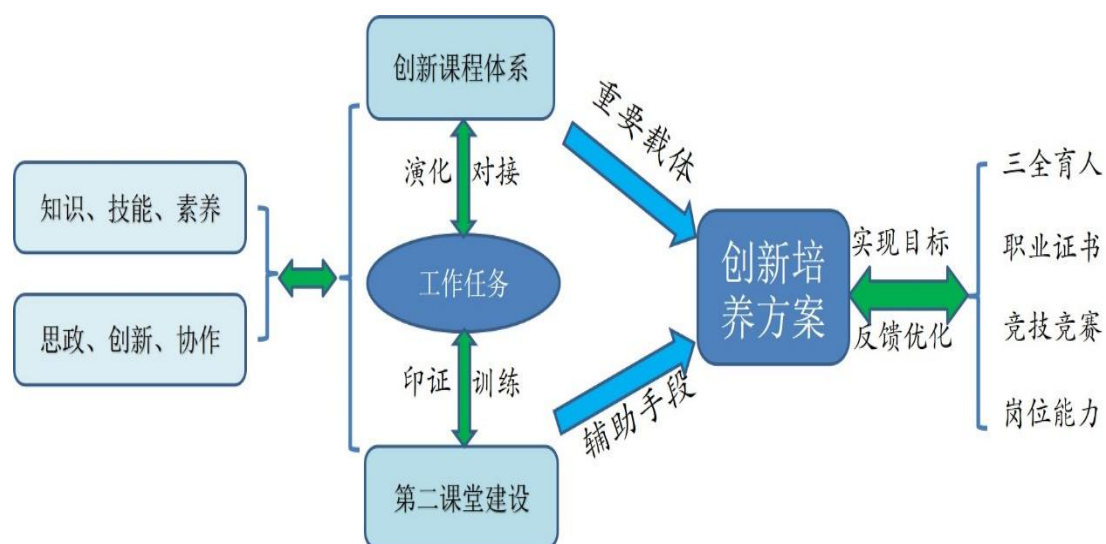 创新课程体系
重要载体
演化 对接
知识、技能、素养
工作任务
思政、创新、协作
印证 训练
第二课堂建设
辅助手段
创新培
养方案
实现目标
反馈优化
三全育人
职业证书
竞技竞赛
岗位能力